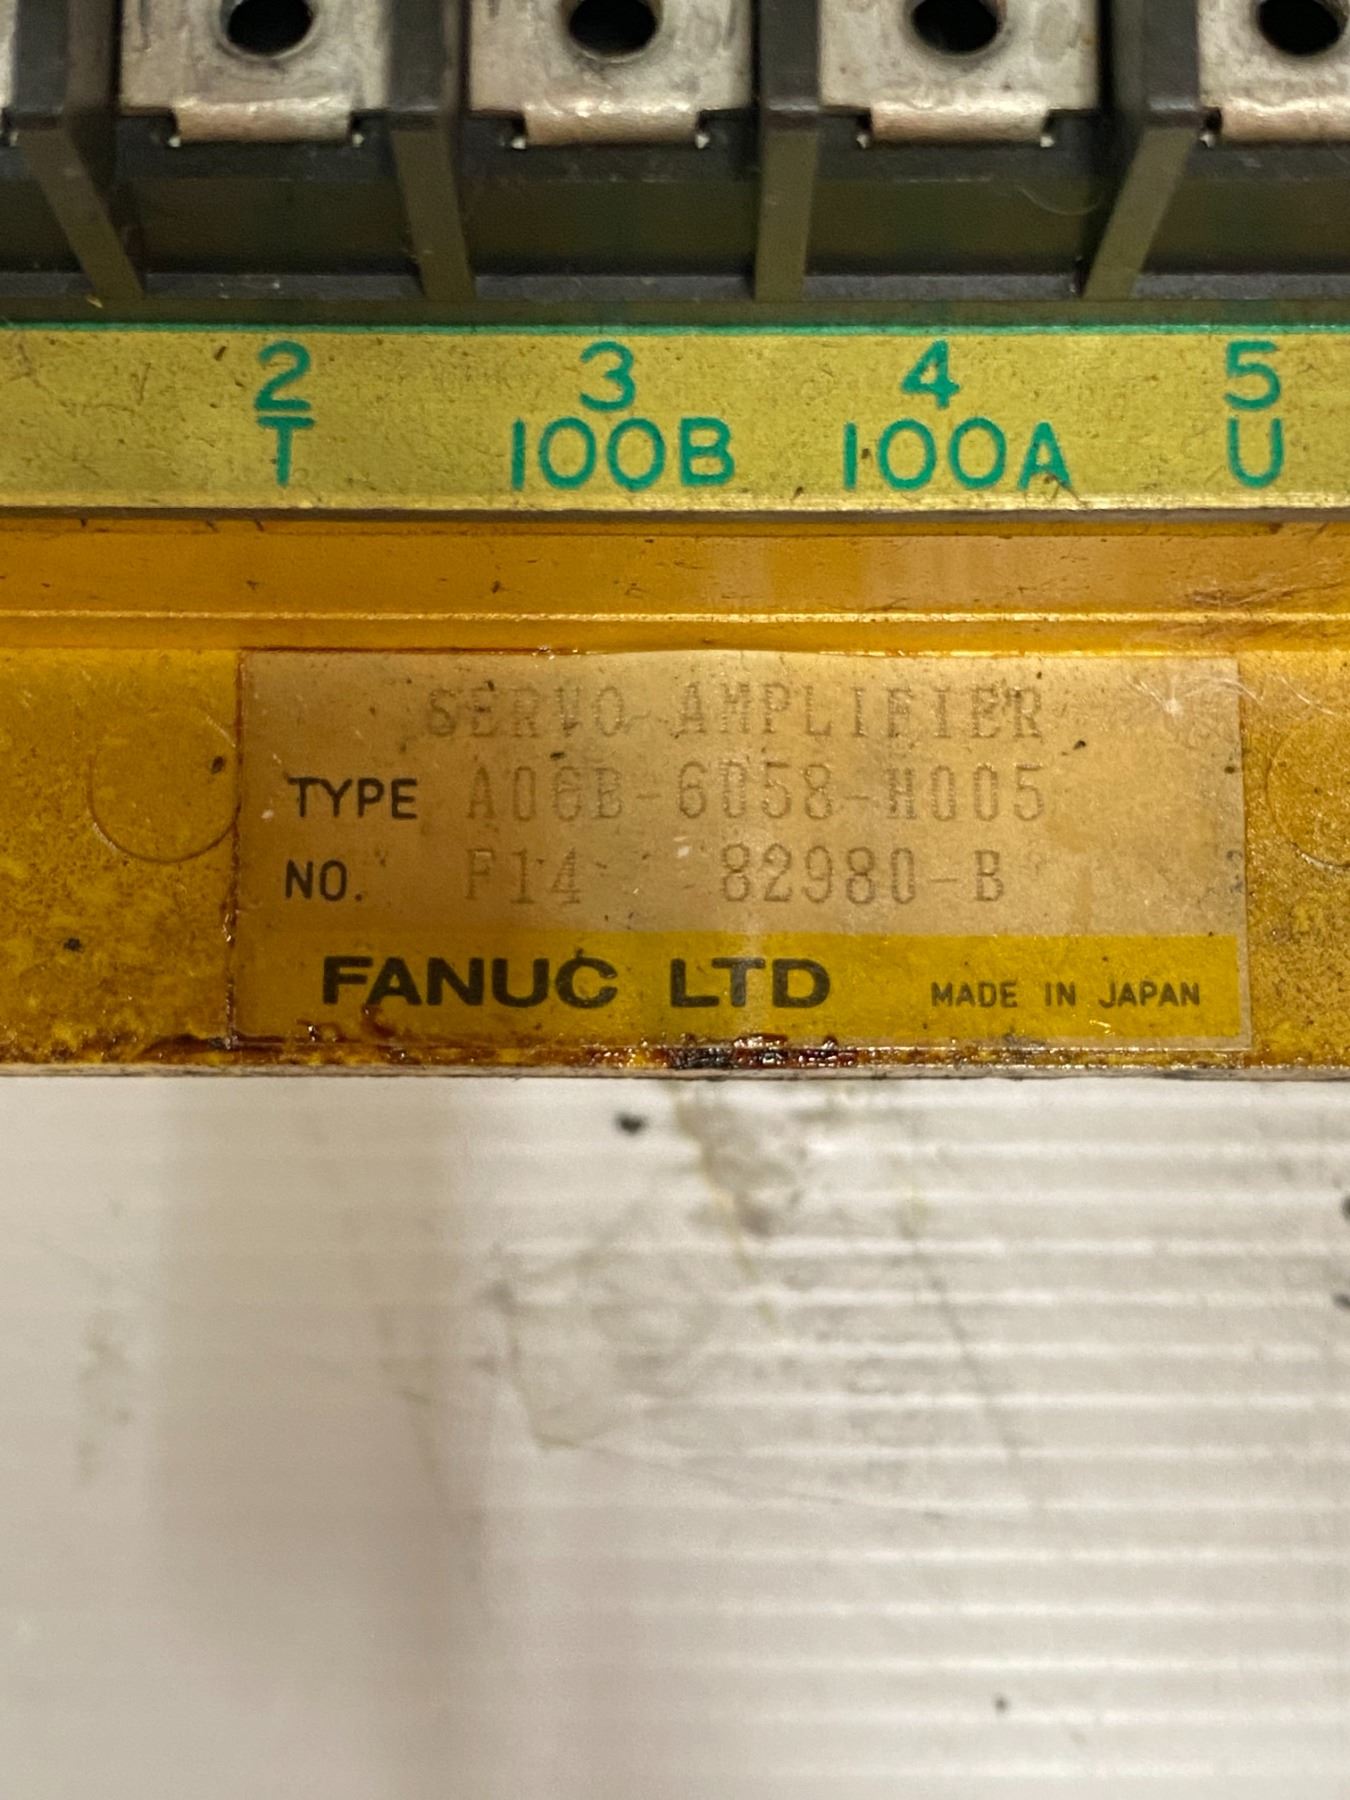 2 3 4 5
T 100B 100A U
SERVO AMPLIFIER
TYPE A06B-6058-H005
NO. F14 82980-B
FANUC LTD MADE IN JAPAN